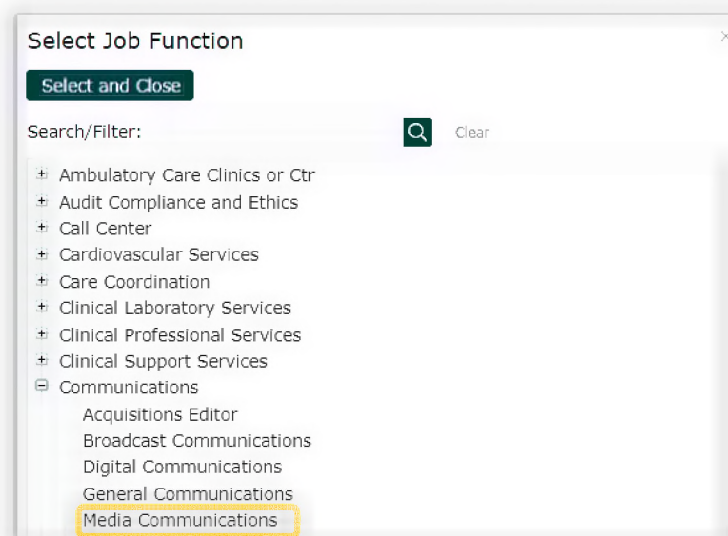 Select Job Function
Select and Close
Search/Filter:
Clear
Ambulatory Care Clinics or Ctr
Audit Compliance and Ethics
Call Center
Cardiovascular Services
Care Coordination
Clinical Laboratory Services
Clinical Professional Services
Clinical Support Services
Communications
Acquisitions Editor
Broadcast Communications
Digital Communications
General Communications
Media Communications